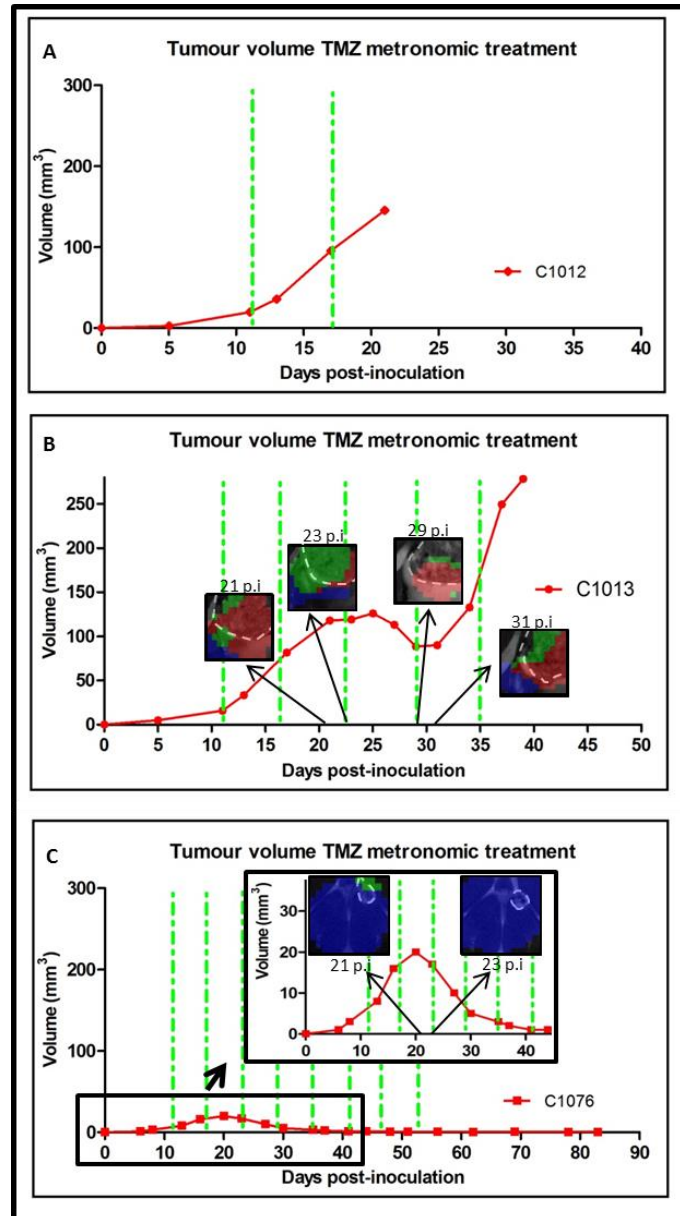 A
Tumour volume TMZ metronomic treatment
Volume (mm³)
300
200
100
0
0 5 10 15 20 25 30 35 40
C1012
Days post-inoculation
B
Tumour volume TMZ metronomic treatment
Volume (mm³)
250
200
150
100
50
0
21 p.i
23 p.i
29 p.i
31 p.i
C1013
0 5 10 15 20 25 30 35 40 45 50
Days post-inoculation
C
Tumour volume TMZ metronomic treatment
Volume (mm³)
300
200
100
0
Volume (mm³)
30
20
10
0
21 p.i
23 p.i
0 10 20 30 40
C1076
0 10 20 30 40 50 60 70 80 90
Days post-inoculation